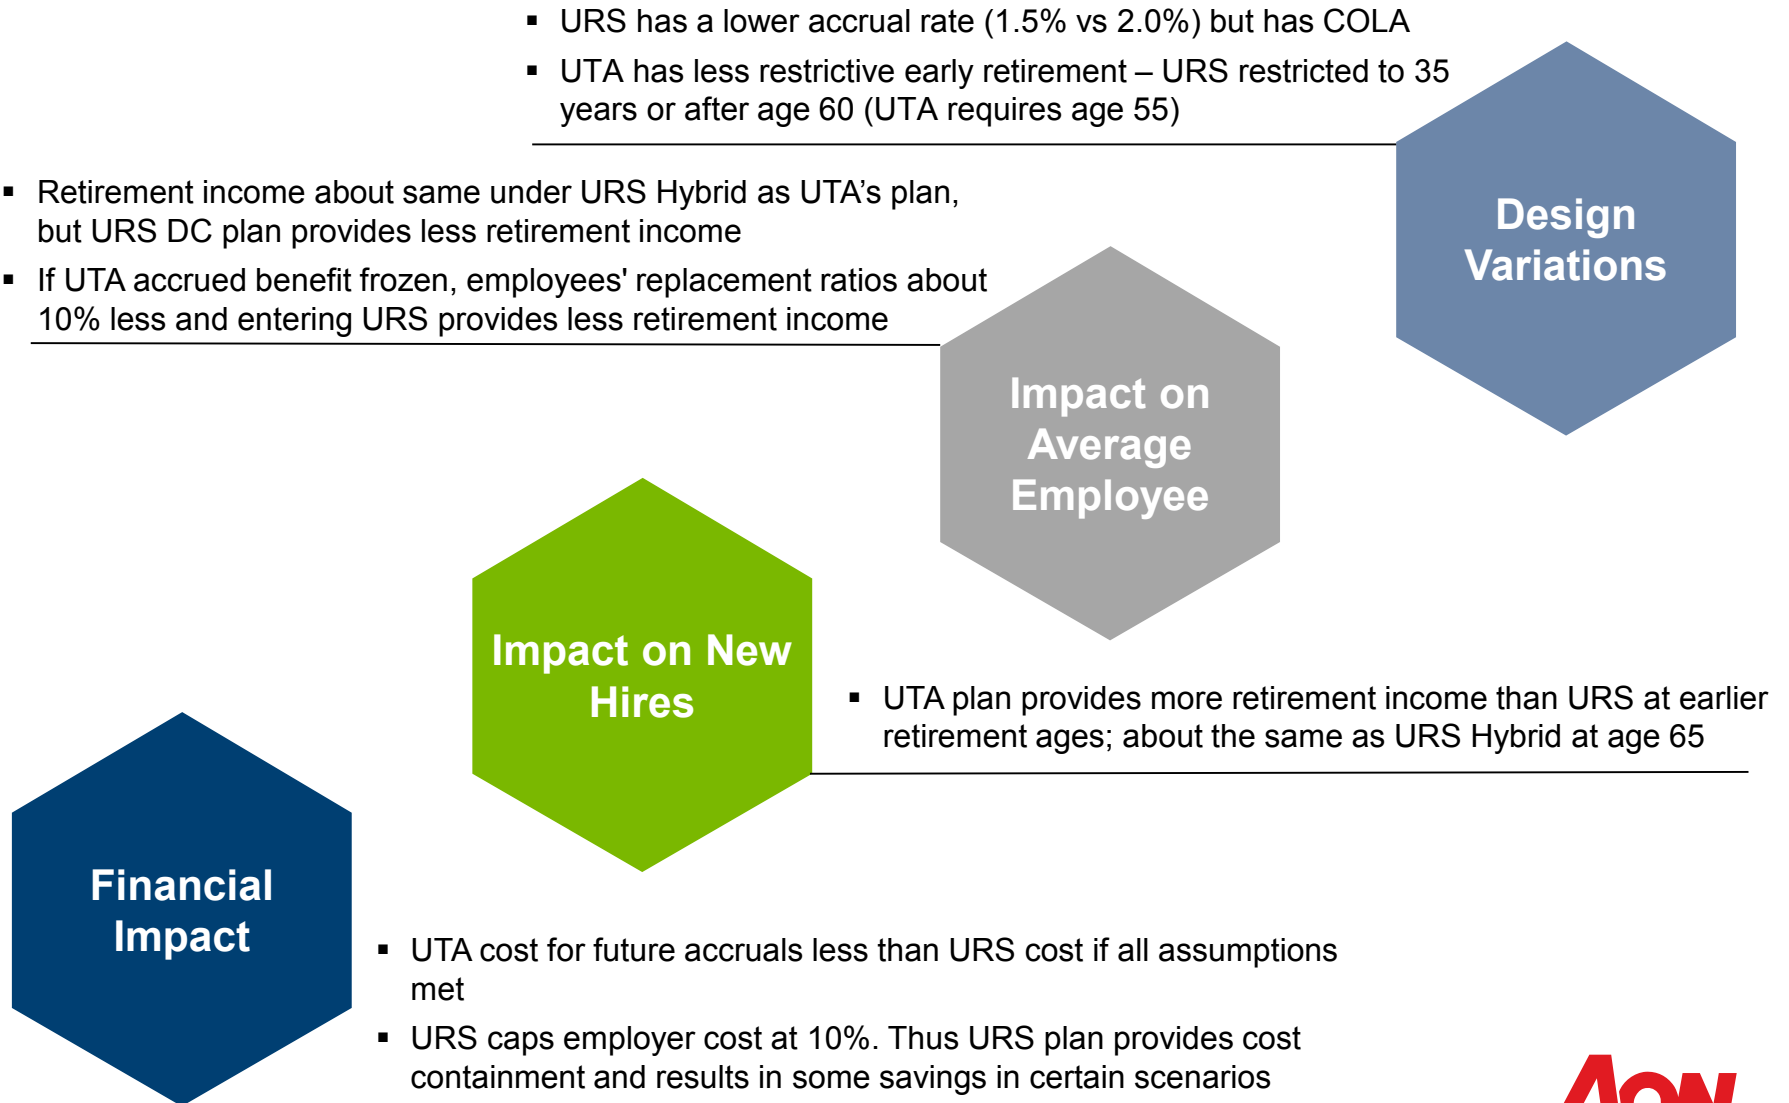 ▪ URS has a lower accrual rate (1.5% vs 2.0%) but has COLA
▪ UTA has less restrictive early retirement – URS restricted to 35
years or after age 60 (UTA requires age 55)
Design
Variations
▪ Retirement income about same under URS Hybrid as UTA’s plan,
but URS DC plan provides less retirement income
▪ If UTA accrued benefit frozen, employees' replacement ratios about
10% less and entering URS provides less retirement income
Impact on
Average
Employee
Impact on New
Hires
▪ UTA plan provides more retirement income than URS at earlier
retirement ages; about the same as URS Hybrid at age 65
Financial
Impact
▪ UTA cost for future accruals less than URS cost if all assumptions
met
▪ URS caps employer cost at 10%. Thus URS plan provides cost
containment and results in some savings in certain scenarios
AON